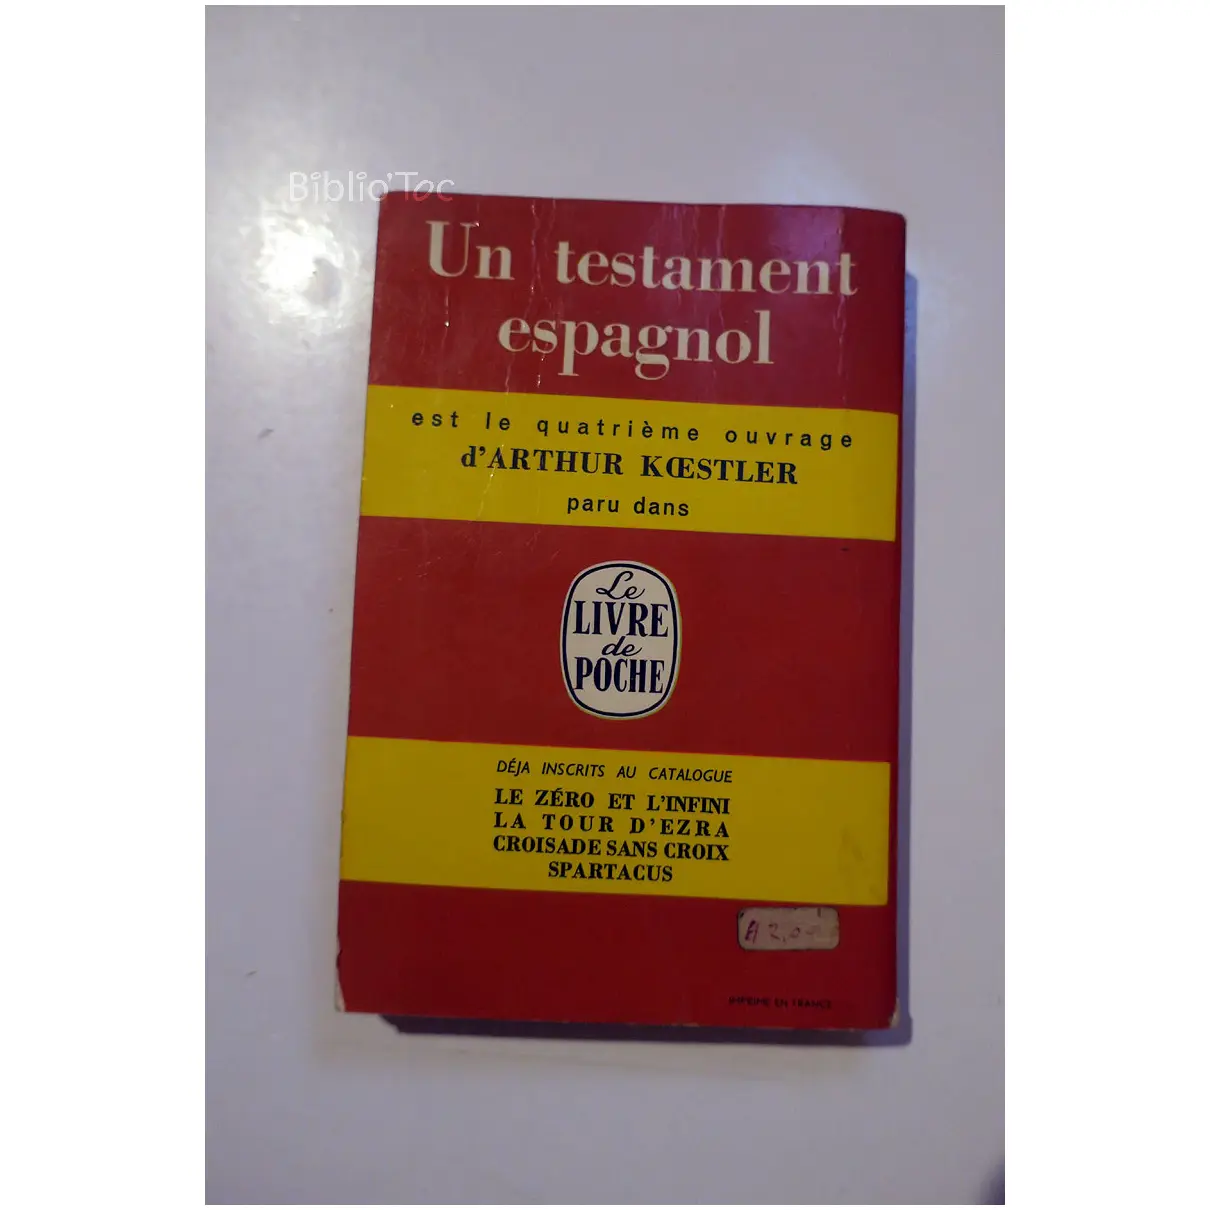 Biblio'Toc
Un testament
espagnol
est le quatrième ouvrage
d'ARTHUR KŒSTLER
paru dans
Le
LIVRE
de
POCHE
DÉJA INSCRITS AU CATALOGUE
LE ZÉRO ET L'INFINI
LA TOUR D'EZRA
CROISADE SANS CROIX
SPARTACUS
IMPRIMÉ EN FRANCE